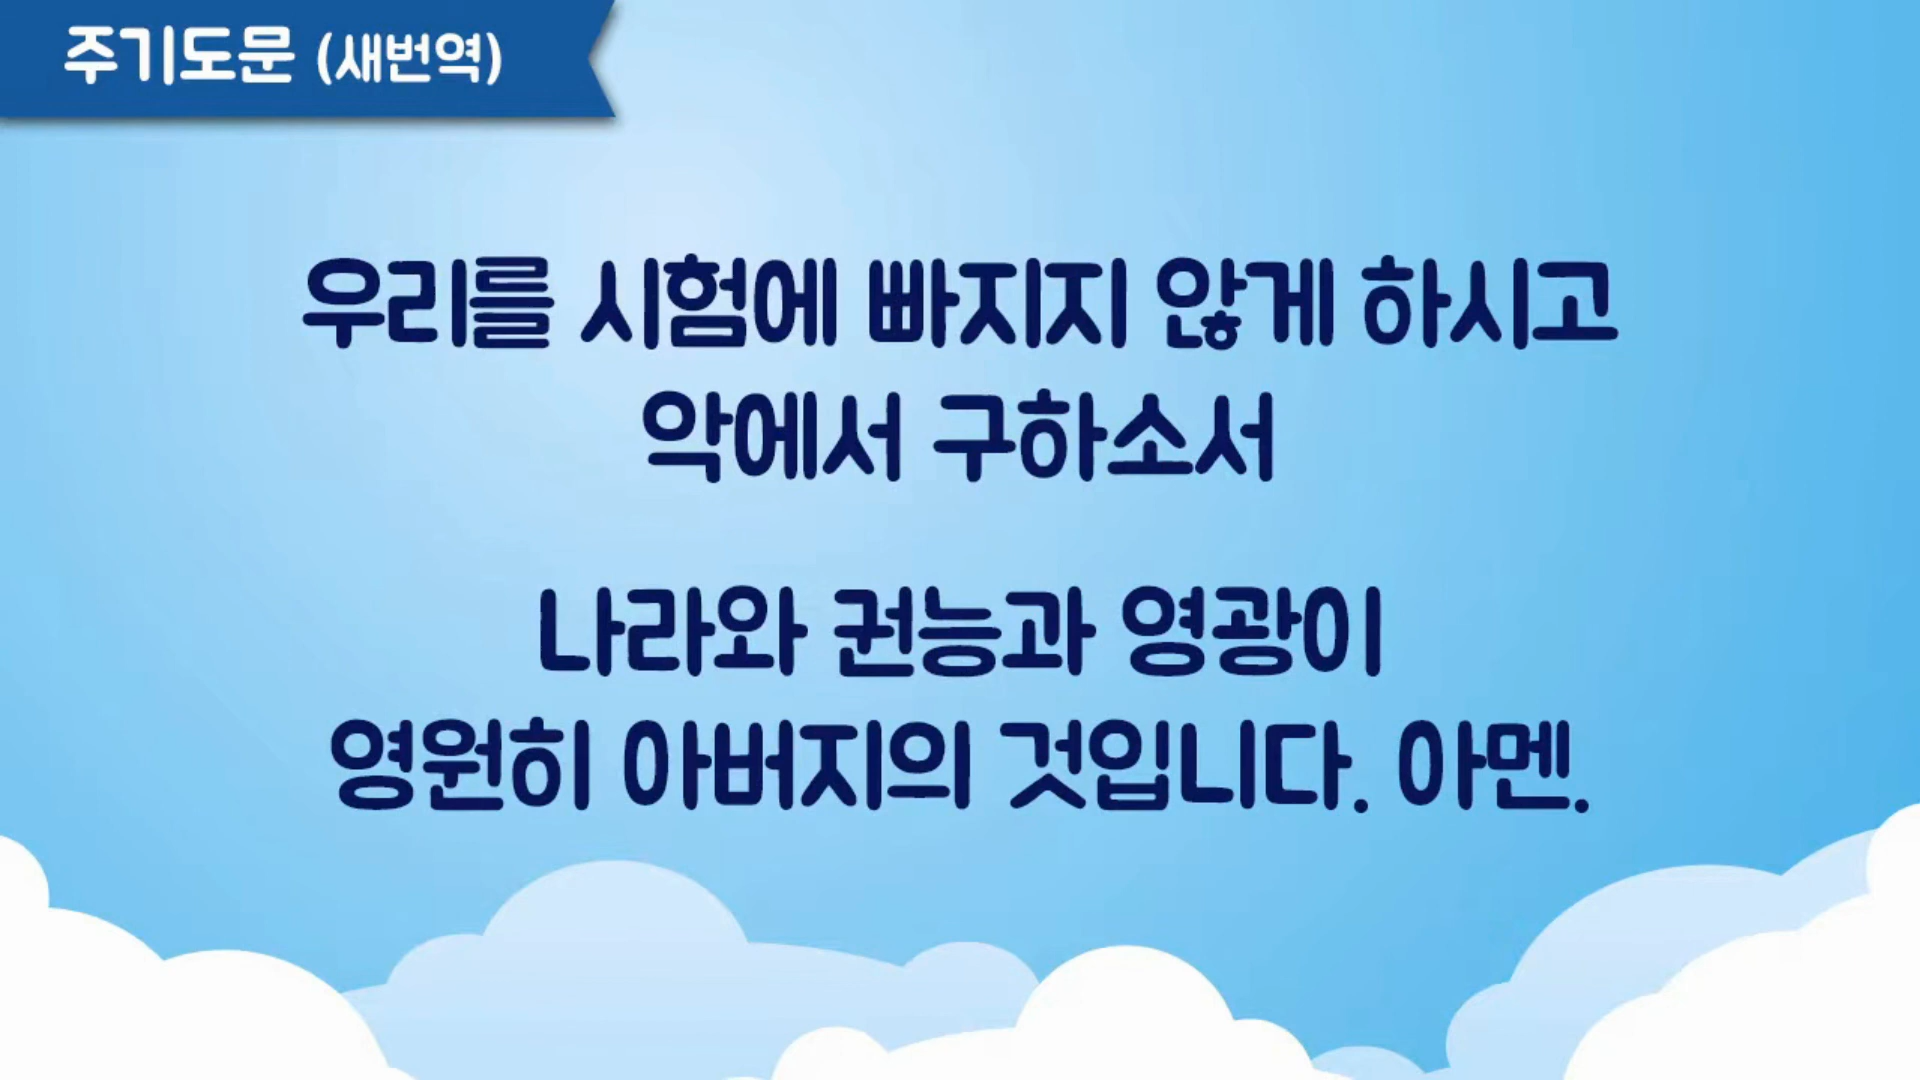 주기도문 (새번역)
우리를 시험에 빠지지 않게 하시고
악에서 구하소서
나라와 권능과 영광이
영원히 아버지의 것입니다. 아멘.